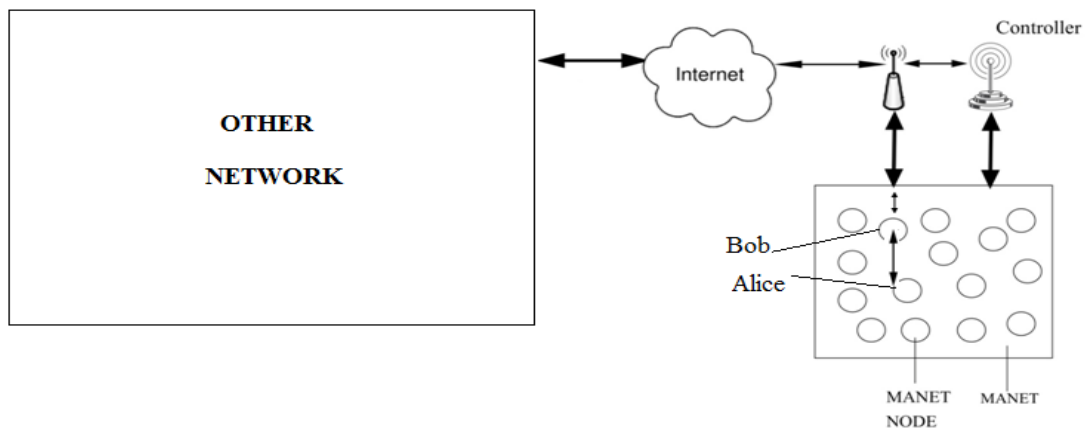 Controller
Internet
OTHER
NETWORK
Bob
Alice
MANET
NODE
MANET